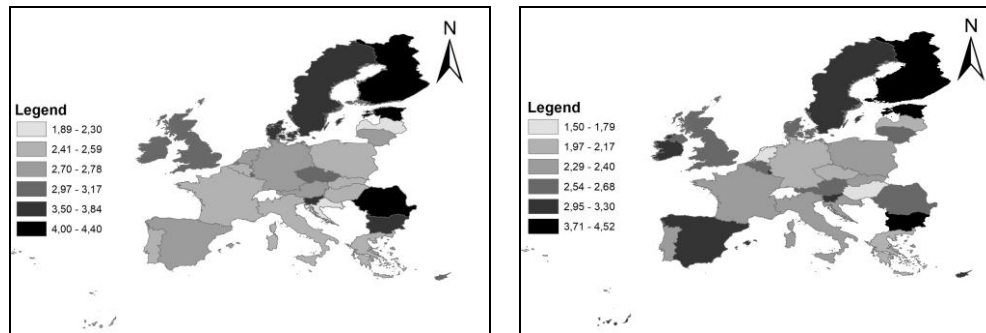 N
Legend
1,89 - 2,30
2,41 - 2,59
2,70 - 2,78
2,97 - 3,17
3,50 - 3,84
4,00 - 4,40
N
Legend
1,50 - 1,79
1,97 - 2,17
2,29 - 2,40
2,54 - 2,68
2,95 - 3,30
3,71 - 4,52